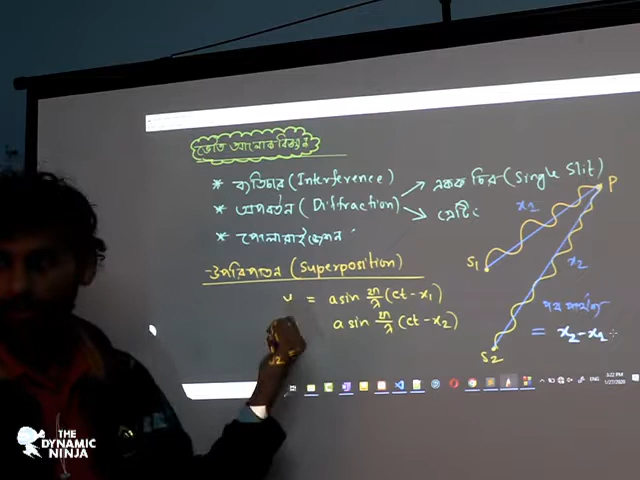 ভৌত আলোকবিজ্ঞান
* ব্যতিচার (Interference)
* অপবর্তন (Diffraction)
একক চির (Single Slit)
গ্রেটিং
* পোলারাইজেশন
উপরিপাতন (Superposition)
y = a sin 2π/λ (ct - x1)
a sin 2π/λ (ct - x2)
P
x1
S1
x2
পথ পার্থক্য
= x2 - x1
S2
THE
DYNAMIC
NINJA